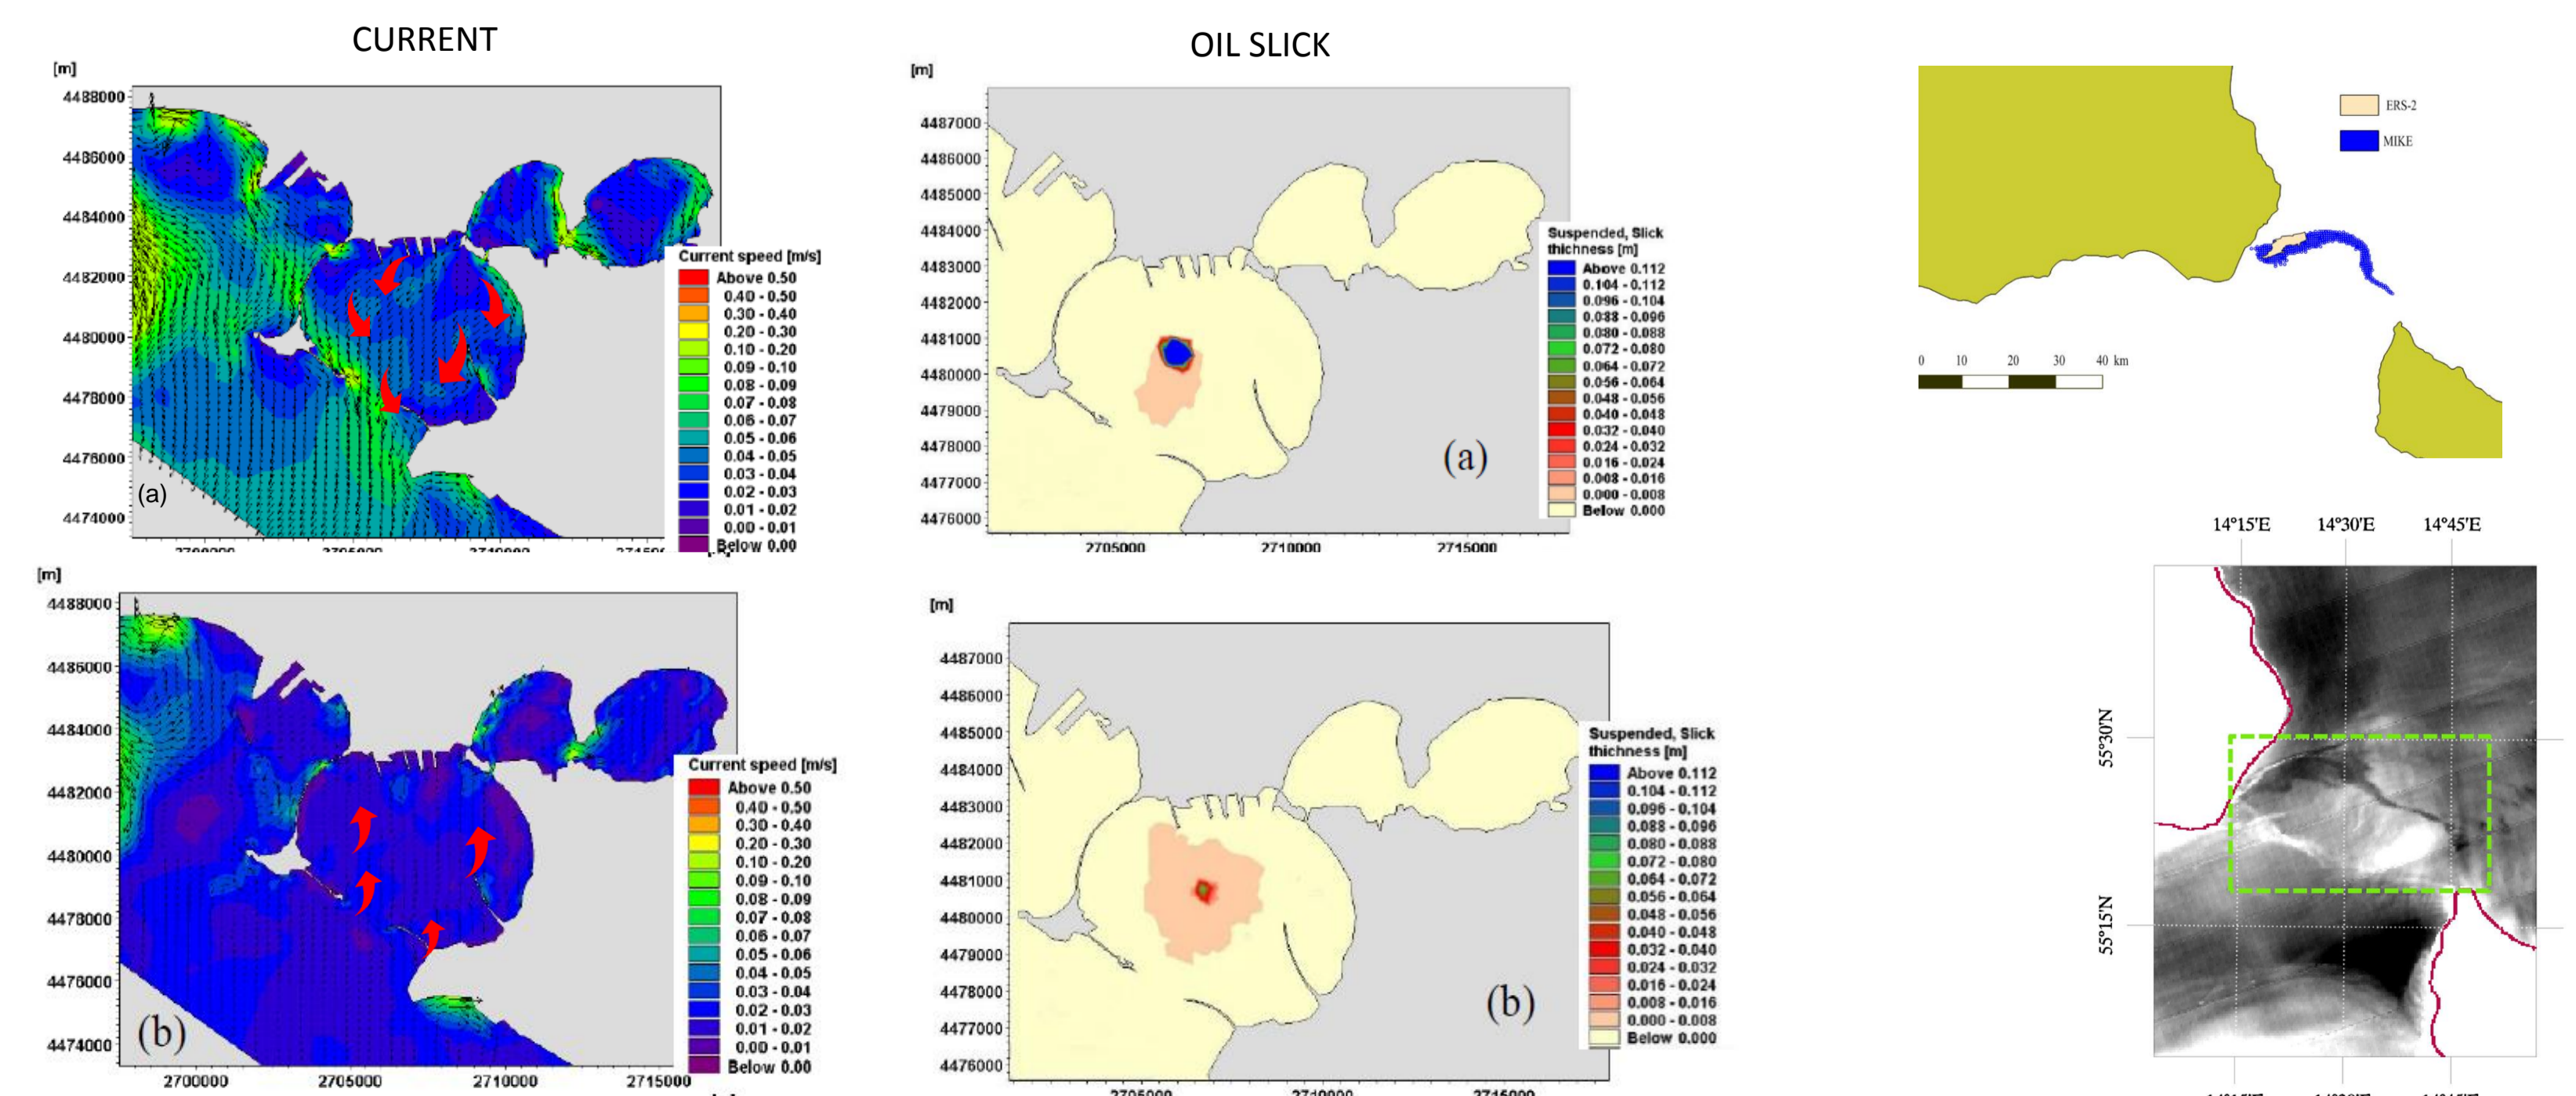 CURRENT
[m]
4488000
4486000
4484000
4482000
4480000
4478000
4476000
4474000
(a)
Current speed [m/s]
Above 0.50
0.40 - 0.50
0.30 - 0.40
0.20 - 0.30
0.10 - 0.20
0.09 - 0.10
0.08 - 0.09
0.07 - 0.08
0.06 - 0.07
0.05 - 0.06
0.04 - 0.05
0.03 - 0.04
0.02 - 0.03
0.01 - 0.02
0.00 - 0.01
Below 0.00
[m]
4488000
4486000
4484000
4482000
4480000
4478000
4476000
4474000
(b)
2700000 2705000 2710000 2715000
Current speed [m/s]
Above 0.50
0.40 - 0.50
0.30 - 0.40
0.20 - 0.30
0.10 - 0.20
0.09 - 0.10
0.08 - 0.09
0.07 - 0.08
0.06 - 0.07
0.05 - 0.06
0.04 - 0.05
0.03 - 0.04
0.02 - 0.03
0.01 - 0.02
0.00 - 0.01
Below 0.00
OIL SLICK
[m]
4487000
4486000
4485000
4484000
4483000
4482000
4481000
4480000
4479000
4478000
4477000
4476000
(a)
2705000 2710000 2715000
Suspended, Slick
thickness [m]
Above 0.112
0.104 - 0.112
0.096 - 0.104
0.088 - 0.096
0.080 - 0.088
0.072 - 0.080
0.064 - 0.072
0.056 - 0.064
0.048 - 0.056
0.040 - 0.048
0.032 - 0.040
0.024 - 0.032
0.016 - 0.024
0.008 - 0.016
0.000 - 0.008
Below 0.000
[m]
4487000
4486000
4485000
4484000
4483000
4482000
4481000
4480000
4479000
4478000
4477000
4476000
(b)
Suspended, Slick
thichness [m]
Above 0.112
0.104 - 0.112
0.096 - 0.104
0.088 - 0.096
0.080 - 0.088
0.072 - 0.080
0.064 - 0.072
0.056 - 0.064
0.048 - 0.056
0.040 - 0.048
0.032 - 0.040
0.024 - 0.032
0.016 - 0.024
0.008 - 0.016
0.000 - 0.008
Below 0.000
ERS-2
MIKE
0 10 20 30 40 km
14°15'E 14°30'E 14°45'E
55°30'N
55°15'N